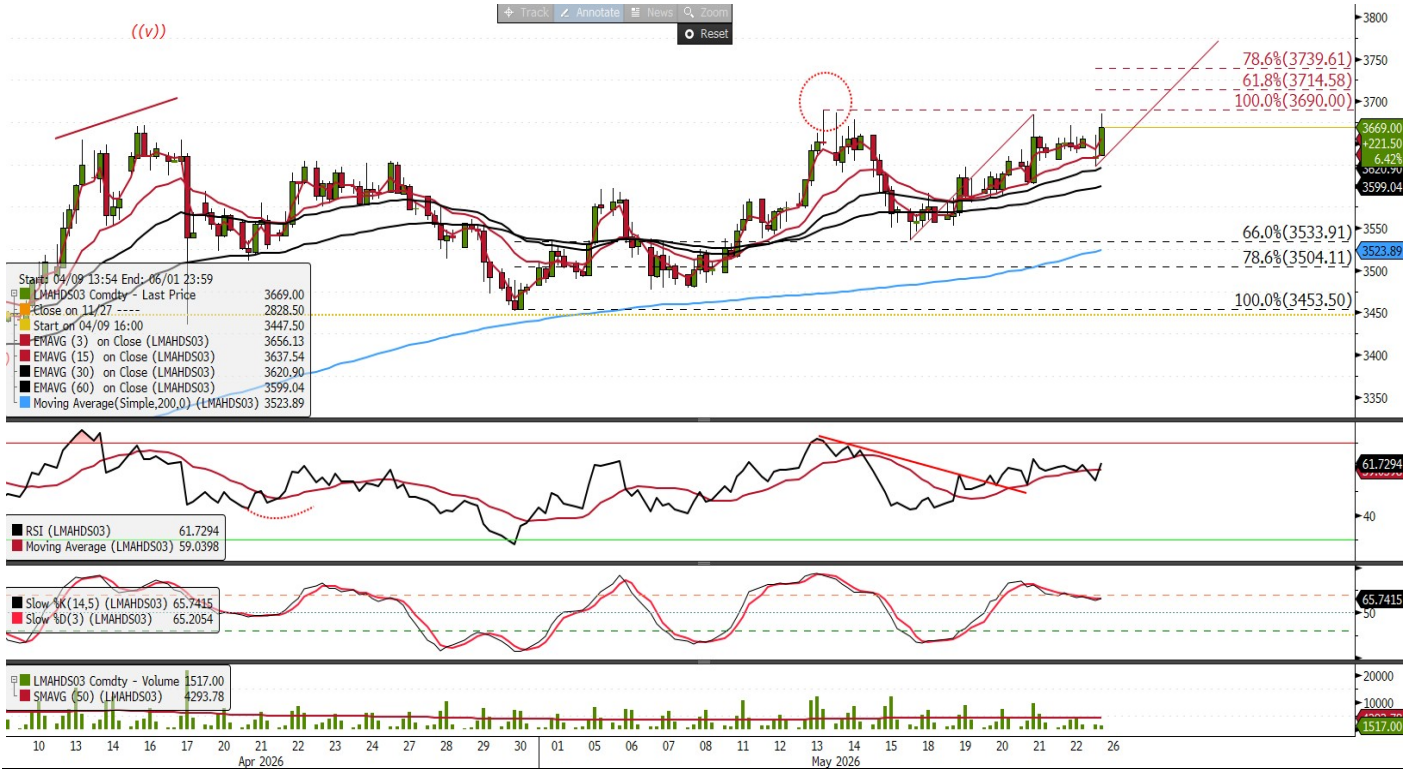 Track Annotate News Zoom
Reset
((v))
3800
78.6%(3739.61)
3750
61.8%(3714.58)
100.0%(3690.00)
3700
3669.00
+221.50
6.42%
3620.90
3599.04
66.0%(3533.91)
3550
3523.89
78.6%(3504.11)
3500
100.0%(3453.50)
3450
3400
3350
Start: 04/09 13:54 End: 06/01 23:59
LMAHDS03 Comdty - Last Price 3669.00
Close on 11/27 ---- 2828.50
Start on 04/09 16:00 3447.50
EMAVG (3) on Close (LMAHDS03) 3656.13
EMAVG (15) on Close (LMAHDS03) 3637.54
EMAVG (30) on Close (LMAHDS03) 3620.90
EMAVG (60) on Close (LMAHDS03) 3599.04
Moving Average(Simple,200,0) (LMAHDS03) 3523.89
61.7294
40
RSI (LMAHDS03) 61.7294
Moving Average (LMAHDS03) 59.0398
65.7415
50
Slow %K(14,5) (LMAHDS03) 65.7415
Slow %D(3) (LMAHDS03) 65.2054
LMAHDS03 Comdty - Volume 1517.00
SMAVG (50) (LMAHDS03) 4293.78
20000
10000
1517.00
10 13 14 16 17 20 21 22 23 24 27 28 29 30 01 05 06 07 08 11 12 13 14 15 18 19 20 21 22 26
Apr 2026 May 2026